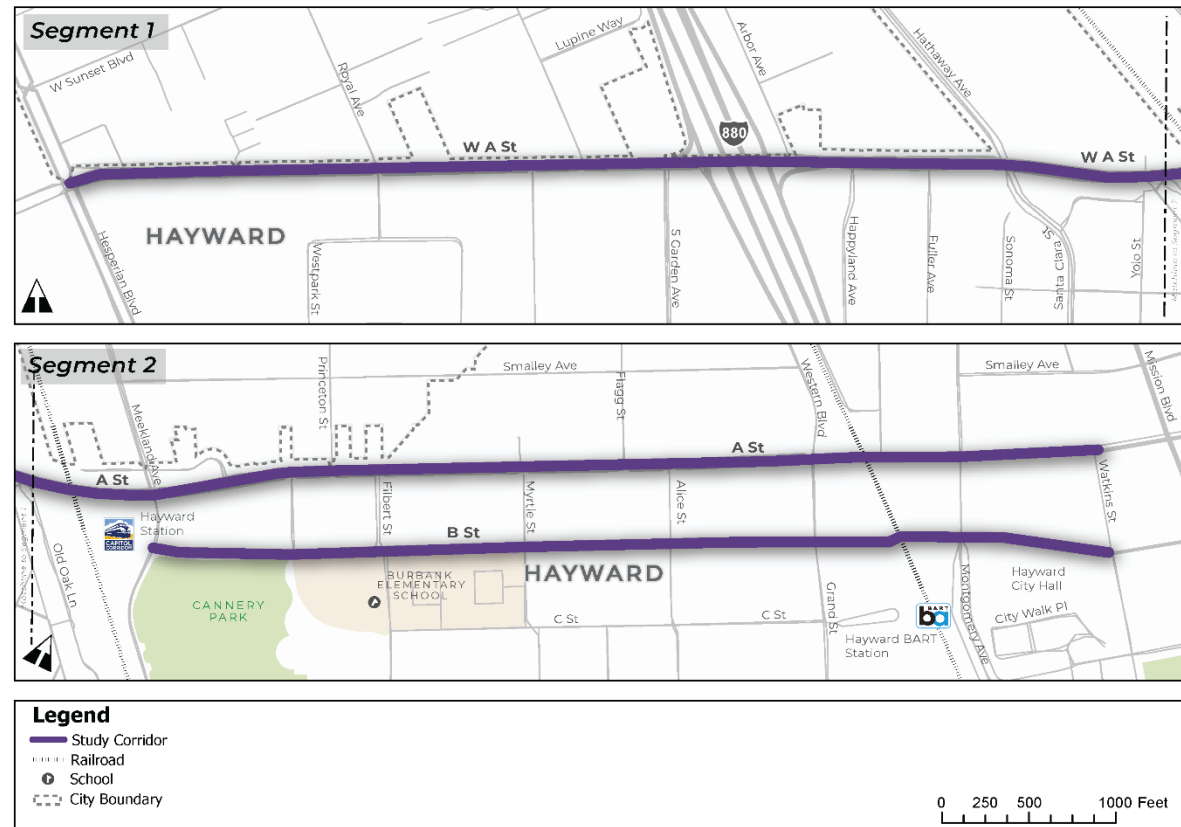 Segment 1
W Sunset Blvd
Royal Ave
Lupine Way
Arbor Ave
Hathaway Ave
880
W A St
W A St
HAYWARD
Hesperian Blvd
Westpark St
S Garden Ave
Happyland Ave
Fuller Ave
Sonoma St
Santa Clara St
Yolo St
Segment 2
Meekland Ave
Princeton St
Smalley Ave
Flagg St
Western Blvd
Smalley Ave
Mission Blvd
A St
A St
Hayward
Station
CAPITOL
CORRIDOR
Filbert St
Myrtle St
Alice St
Watkins St
B St
Old Oak Ln
CANNERY
PARK
BURBANK
ELEMENTARY
SCHOOL
HAYWARD
C St
C St
Grand St
BART
ba
Hayward BART
Station
Montgomery Ave
Hayward
City Hall
City Walk Pl
Legend
Study Corridor
Railroad
School
City Boundary
0 250 500 1000 Feet